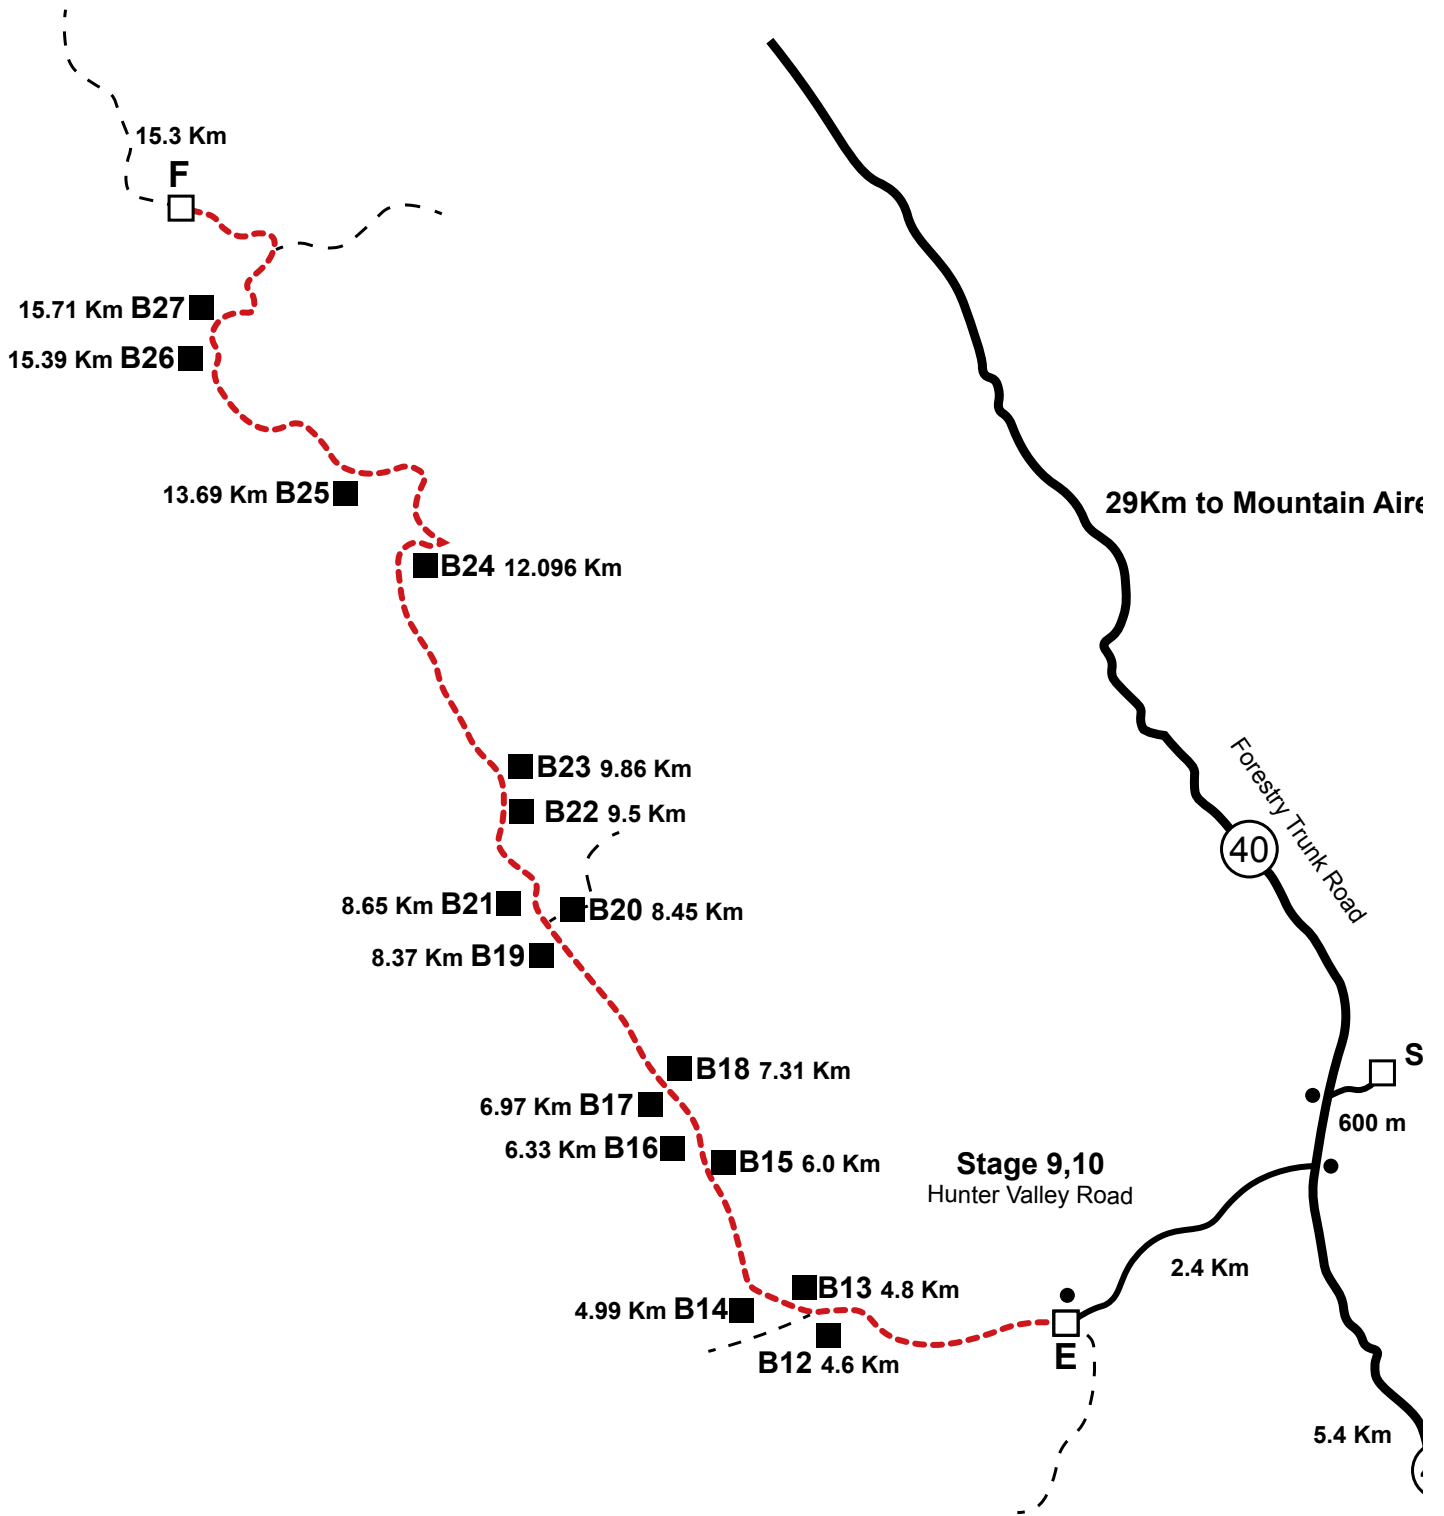 15.3 Km
F
15.71 Km B27
15.39 Km B26
13.69 Km B25
29Km to Mountain Aire
B24 12.096 Km
B23 9.86 Km
B22 9.5 Km
Forestry Trunk Road
40
8.65 Km B21
B20 8.45 Km
8.37 Km B19
S
B18 7.31 Km
6.97 Km B17
600 m
6.33 Km B16
B15 6.0 Km
Stage 9,10
Hunter Valley Road
2.4 Km
B13 4.8 Km
4.99 Km B14
E
B12 4.6 Km
5.4 Km